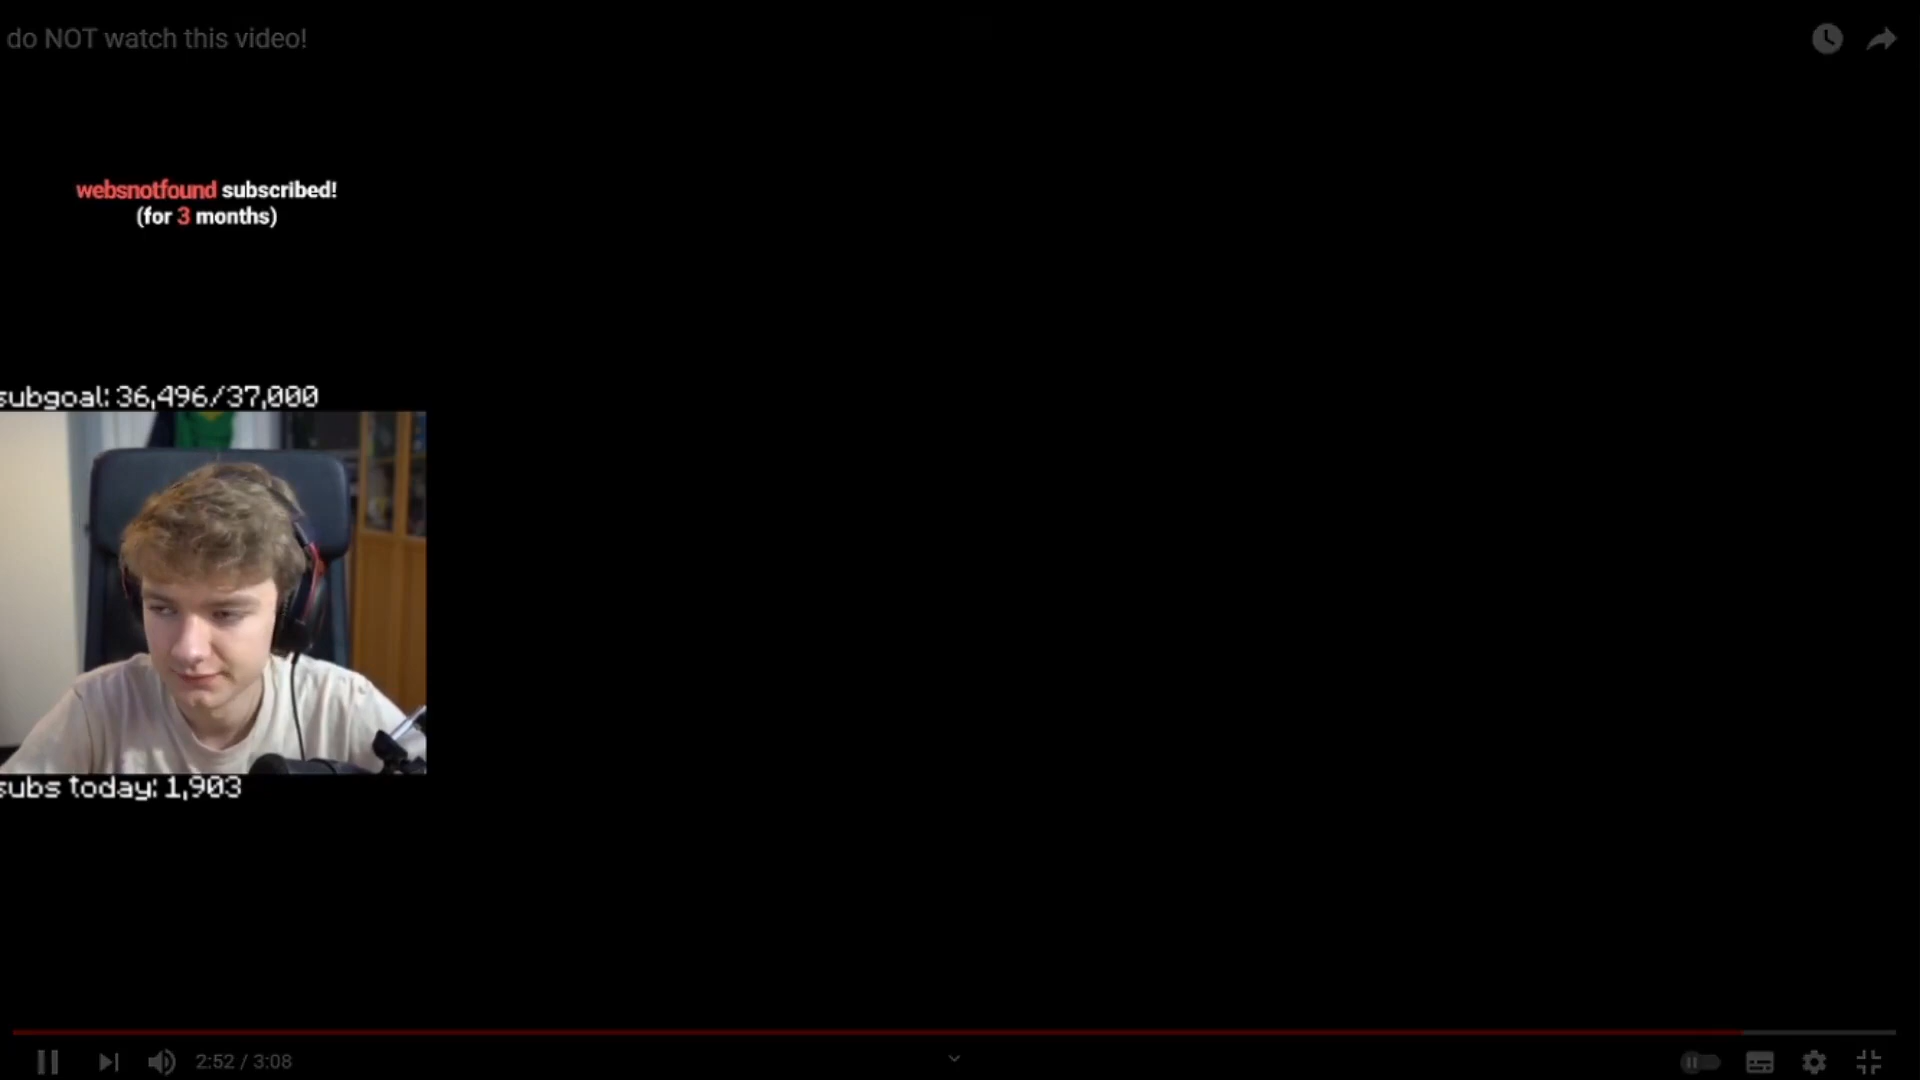 do NOT watch this video!
websnotfound subscribed!
(for 3 months)
subgoal: 36,496/37,000
subs today: 1,903
2:52 / 3:08